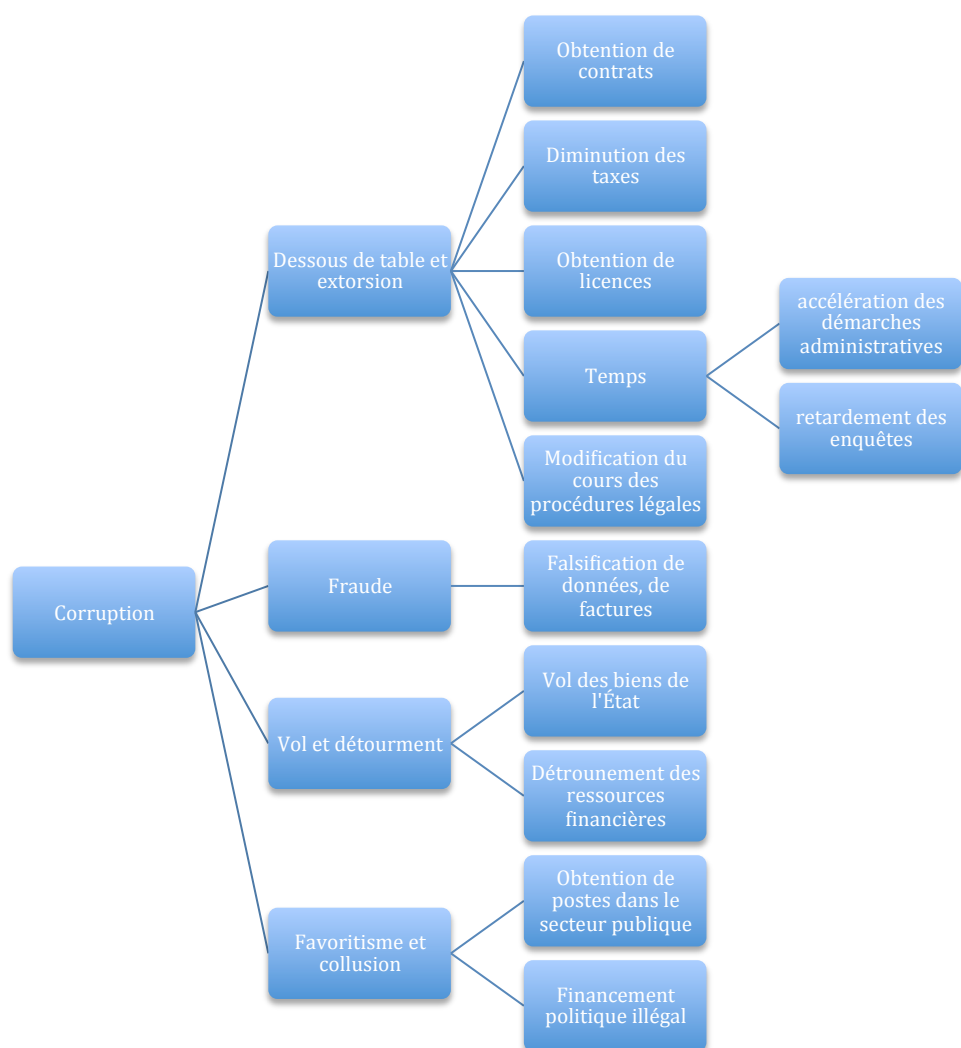 Obtention de
contrats
Diminution des
taxes
Dessous de table et
extorsion
Obtention de
licences
accélération des
démarches
administratives
Temps
retardement des
enquêtes
Modification du
cours des
procédures légales
Corruption
Fraude
Falsification de
données, de
factures
Vol des biens de
l'État
Vol et détourment
Détrounement des
ressources
financières
Obtention de
postes dans le
secteur publique
Favoritisme et
collusion
Financement
politique illégal